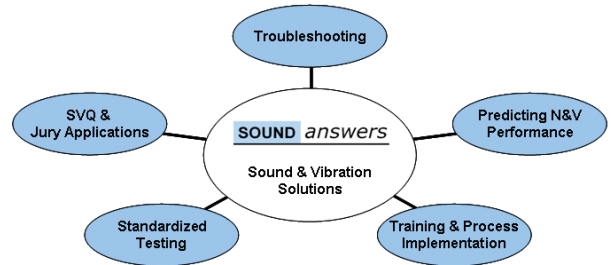 Troubleshooting
SVQ &
Jury Applications
Predicting N&V
Performance
SOUND answers
Sound & Vibration
Solutions
Standardized
Testing
Training & Process
Implementation